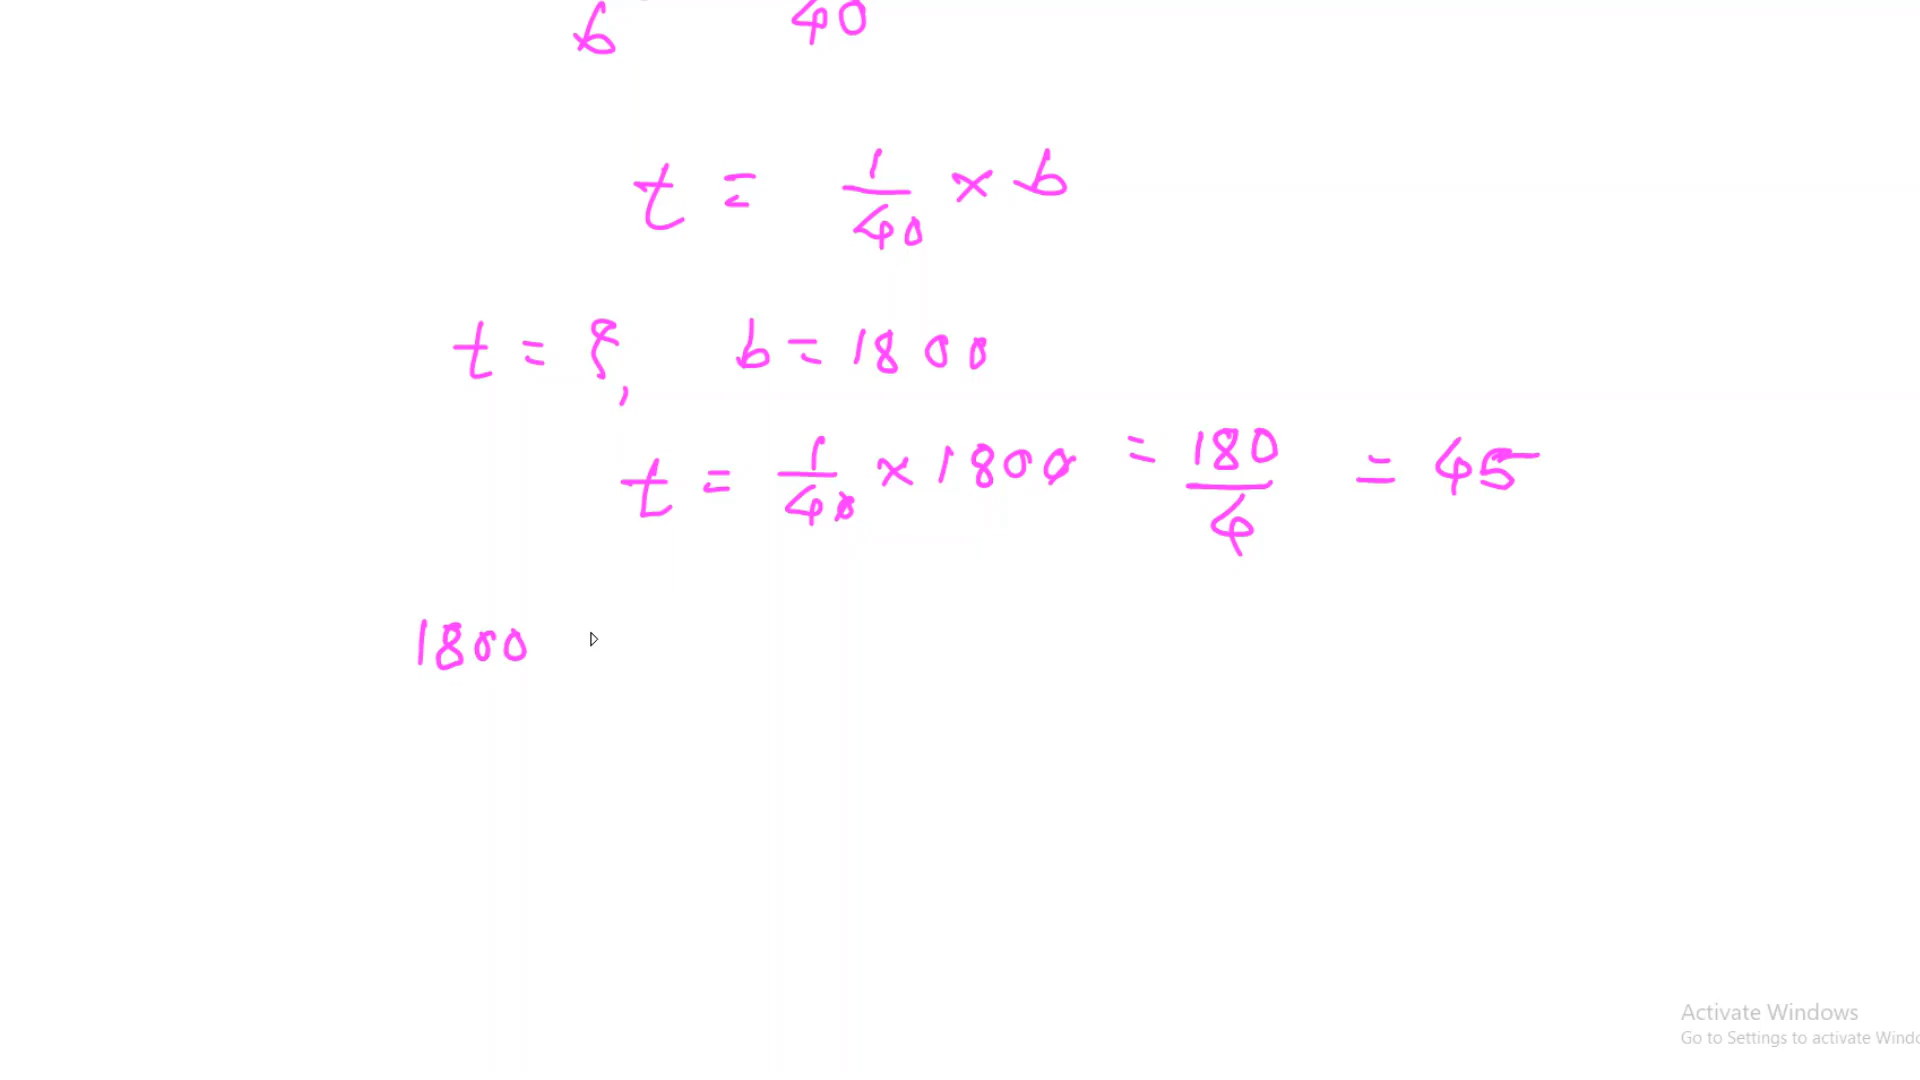 b 40
t = 1/40 × b
t = ?, b = 1800
t = 1/40 × 1800 = 180/4 = 45
1800
Activate Windows
Go to Settings to activate Windo